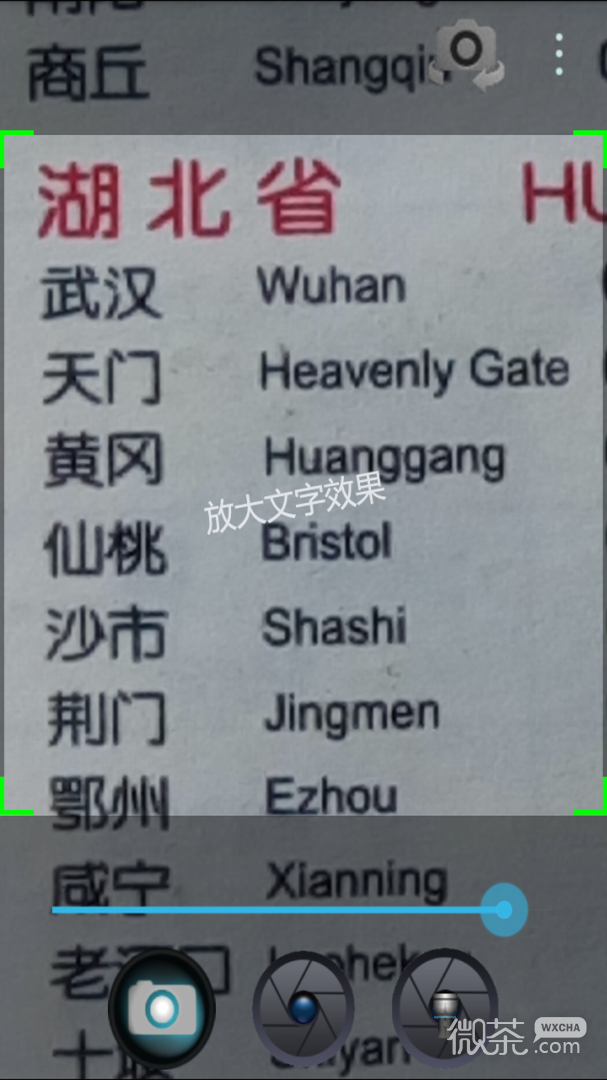 商丘 Shangqi
湖北省 HU
武汉 Wuhan
天门 Heavenly Gate
黄冈 Huanggang
放大文字效果
仙桃 Bristol
沙市 Shashi
荆门 Jingmen
鄂州 Ezhou
咸宁 Xianning
微茶 WXCHA .com